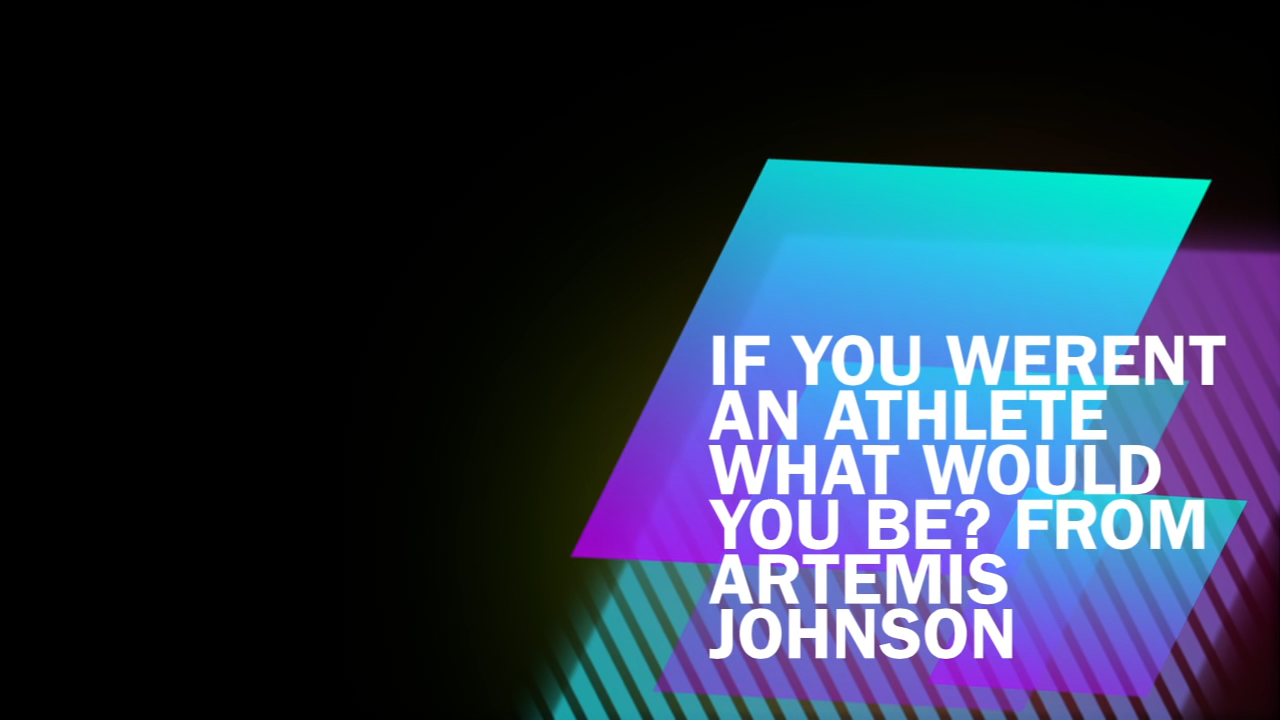 IF YOU WERENT
AN ATHLETE
WHAT WOULD
YOU BE? FROM
ARTEMIS
JOHNSON